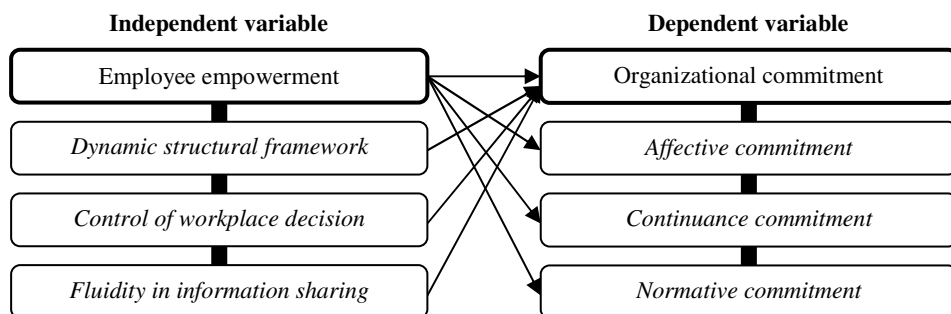 Independent variable
Dependent variable
Employee empowerment
Organizational commitment
Dynamic structural framework
Affective commitment
Control of workplace decision
Continuance commitment
Fluidity in information sharing
Normative commitment